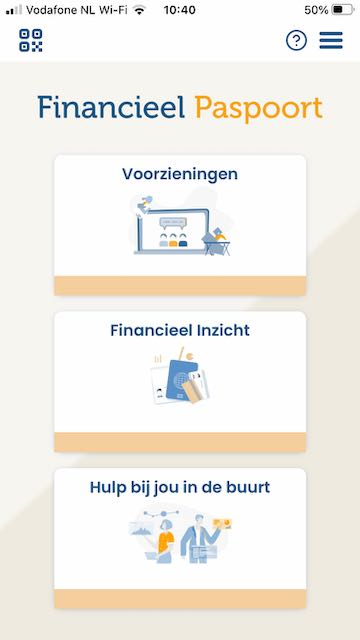 Vodafone NL Wi-Fi 10:40 50%
?
Financieel Paspoort
Voorzieningen
Financieel Inzicht
Hulp bij jou in de buurt